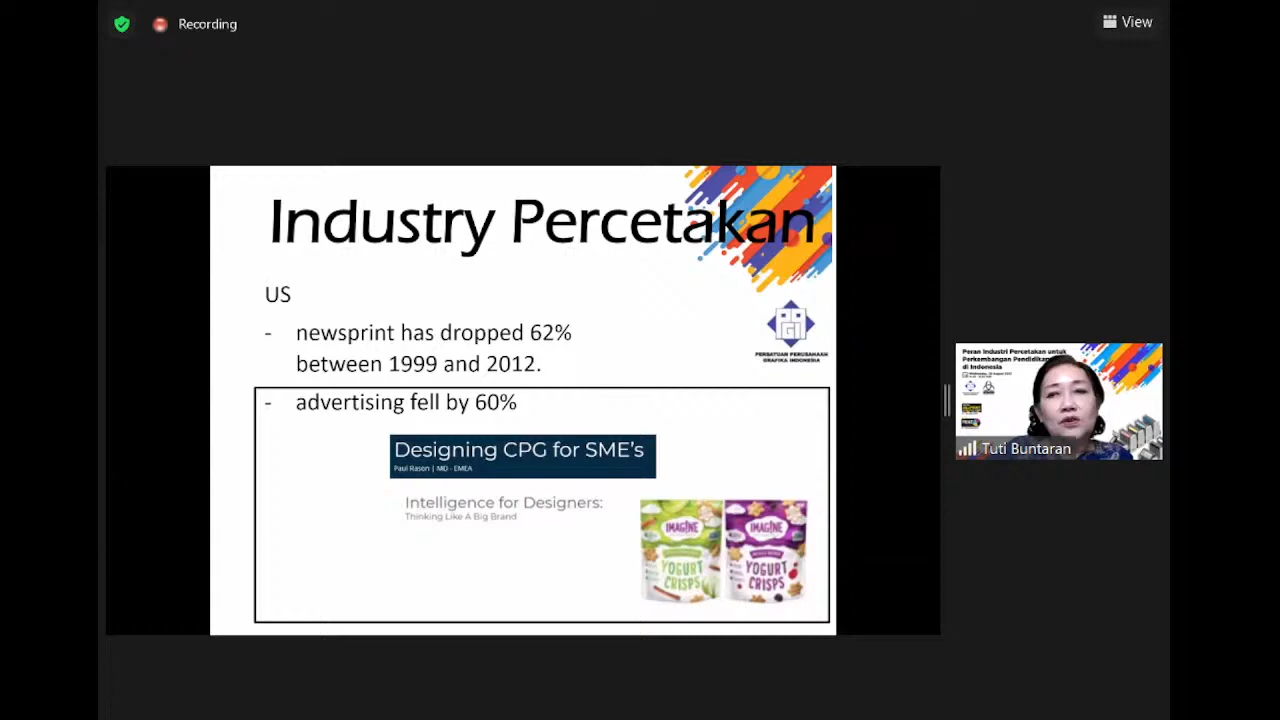 Recording
View
Industry Percetakan
US
- newsprint has dropped 62%
between 1999 and 2012.
- advertising fell by 60%
PERSATUAN PERUSAHAAN
GRAFIKA INDONESIA
Designing CPG for SME's
Paul Rason | MD - EMEA
Intelligence for Designers:
Thinking Like A Big Brand
IMAGINE
YOGURT
CRISPS
IMAGINE
YOGURT
CRISPS
Peran Industri Percetakan untuk
Perkembangan Pendidikan
di Indonesia
Tuti Buntaran